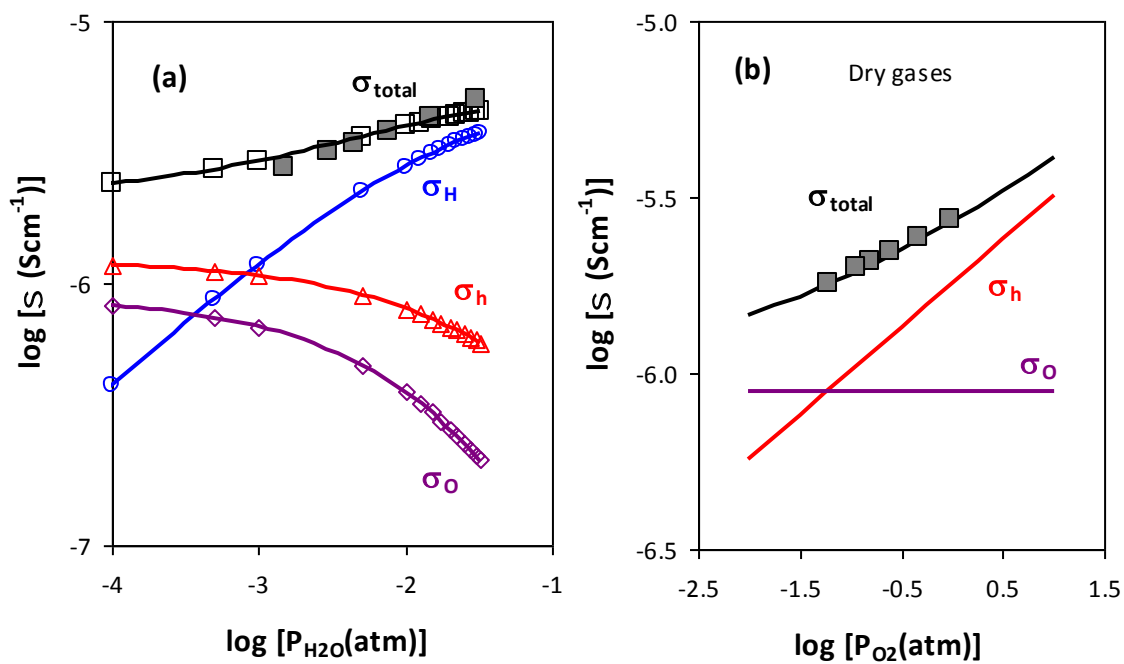 (a)
σtotal
σH
σh
σO
-5
-6
-7
-4
-3
-2
-1
log [s (Scm-1)]
log [PH2O(atm)]
(b)
Dry gases
σtotal
σh
σO
-5.0
-5.5
-6.0
-6.5
-2.5
-1.5
-0.5
0.5
1.5
log [s (Scm-1)]
log [PO2(atm)]